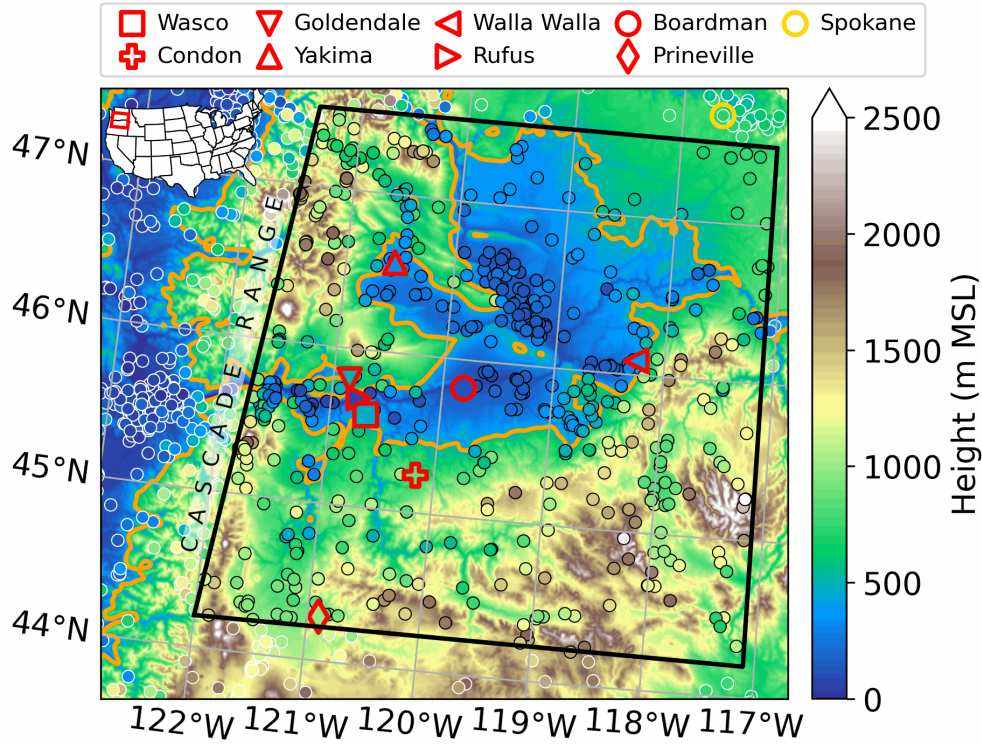 Wasco Goldendale Walla Walla Boardman Spokane
Condon Yakima Rufus Prineville
CASCADE RANGE
47°N
46°N
45°N
44°N
122°W 121°W 120°W 119°W 118°W 117°W
2500
2000
1500
1000
500
0
Height (m MSL)